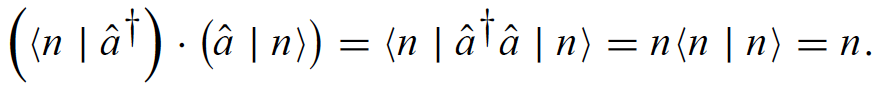 (⟨n | â†) · (â | n⟩) = ⟨n | â†â | n⟩ = n⟨n | n⟩ = n.